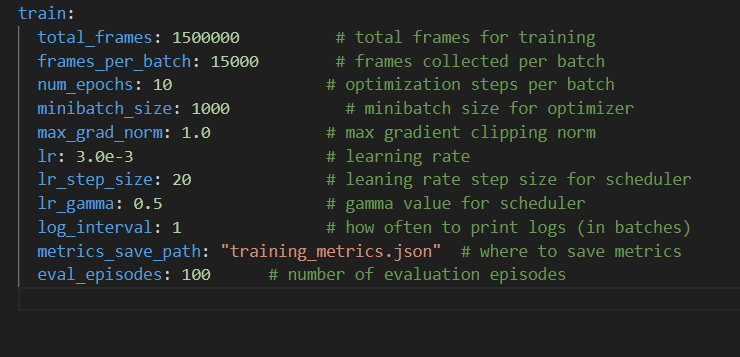 train:
  total_frames: 1500000          # total frames for training
  frames_per_batch: 15000        # frames collected per batch
  num_epochs: 10                # optimization steps per batch
  minibatch_size: 1000            # minibatch size for optimizer
  max_grad_norm: 1.0            # max gradient clipping norm
  lr: 3.0e-3                    # learning rate
  lr_step_size: 20              # leaning rate step size for scheduler
  lr_gamma: 0.5                 # gamma value for scheduler
  log_interval: 1               # how often to print logs (in batches)
  metrics_save_path: "training_metrics.json"  # where to save metrics
  eval_episodes: 100      # number of evaluation episodes